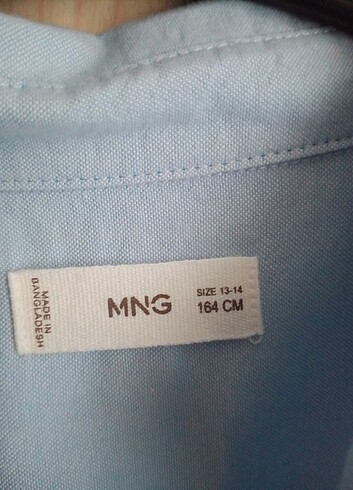 MADE IN
BANGLADESH
MNG
SIZE 13-14
164 CM